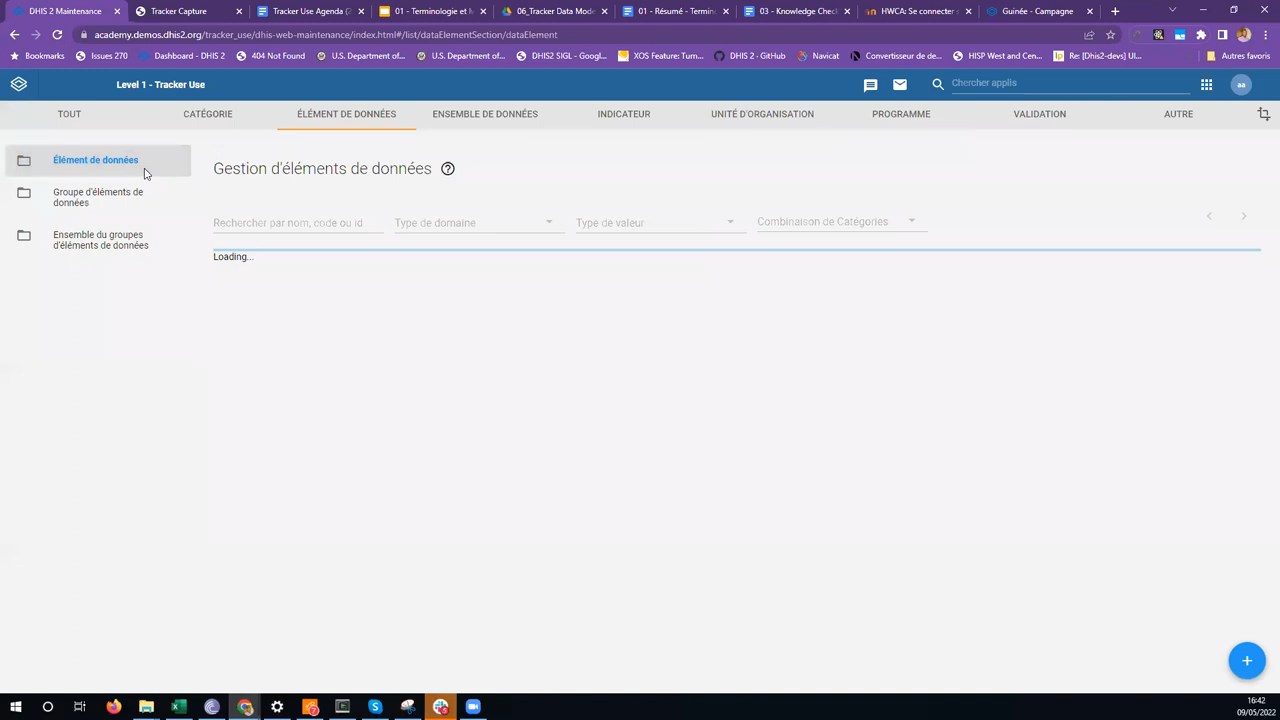 DHIS 2 Maintenance
Tracker Capture
Tracker Use Agenda (2
01 - Terminologie et M
06_Tracker Data Mode
01 - Résumé - Termin
03 - Knowledge Chec
HWCA: Se connecter s
Guinée - Campagne
academy.demos.dhis2.org/tracker_use/dhis-web-maintenance/index.html#/list/dataElementSection/dataElement
Bookmarks
Issues 270
Dashboard - DHIS 2
404 Not Found
U.S. Department of...
U.S. Department of...
DHIS2 SIGL - Googl...
XOS Feature: Turn...
DHIS 2 · GitHub
Navicat
Convertisseur de de...
HISP West and Cen...
Re: [Dhis2-devs] UI...
Autres favoris
Level 1 - Tracker Use
Chercher applis
aa
TOUT
CATÉGORIE
ÉLÉMENT DE DONNÉES
ENSEMBLE DE DONNÉES
INDICATEUR
UNITÉ D'ORGANISATION
PROGRAMME
VALIDATION
AUTRE
Élément de données
Groupe d'éléments de
données
Ensemble du groupes
d'éléments de données
Gestion d'éléments de données
Rechercher par nom, code ou id
Type de domaine
Type de valeur
Combinaison de Catégories
Loading...
16:42
09/05/2022